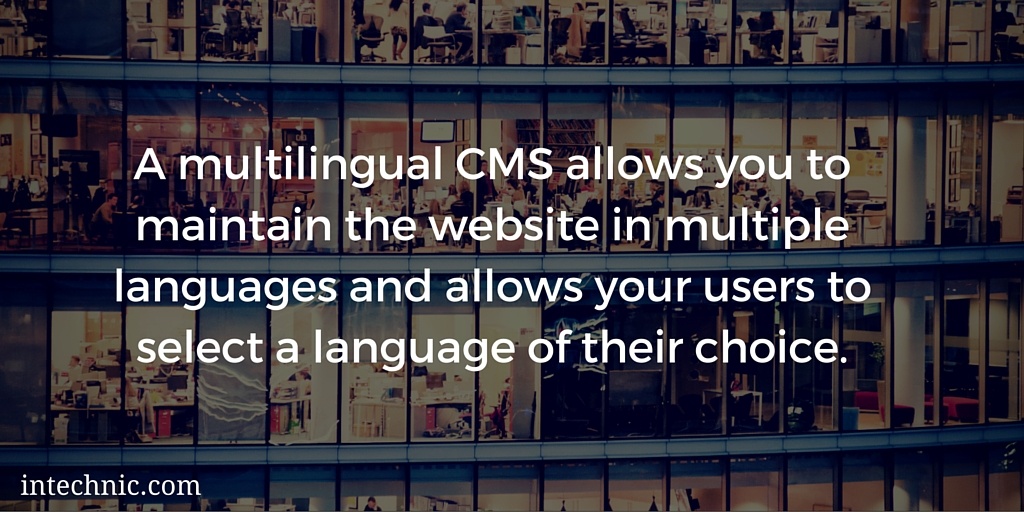 A multilingual CMS allows you to
maintain the website in multiple
languages and allows your users to
select a language of their choice.
intechnic.com